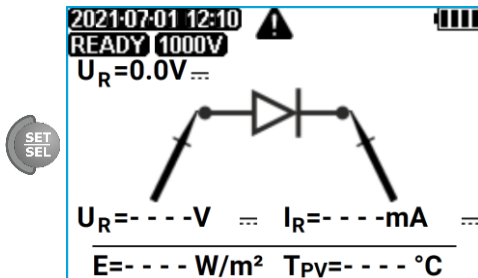 2021-07-01 12:10
READY 1000V
UR=0.0V
SET
SEL
UR=- - - -V IR=- - - -mA
E=- - - - W/m² TPV=- - - - °C